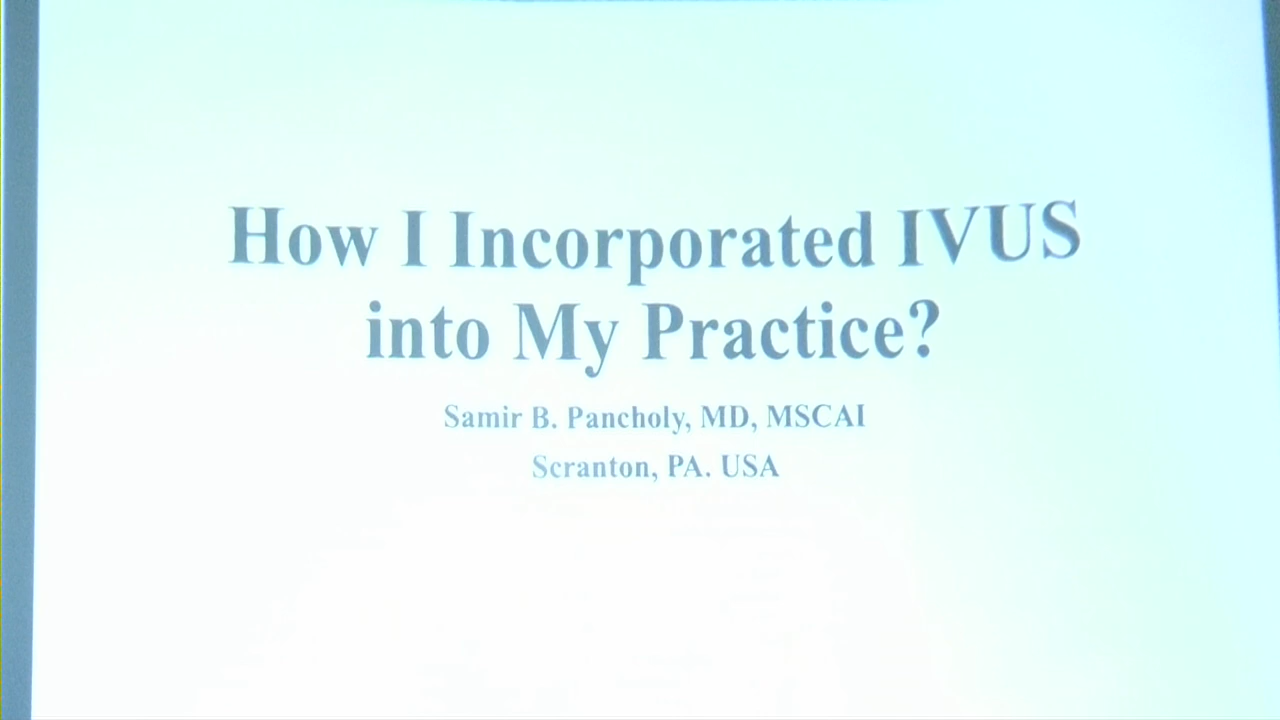 How I Incorporated IVUS
into My Practice?
Samir B. Pancholy, MD, MSCAI
Scranton, PA. USA